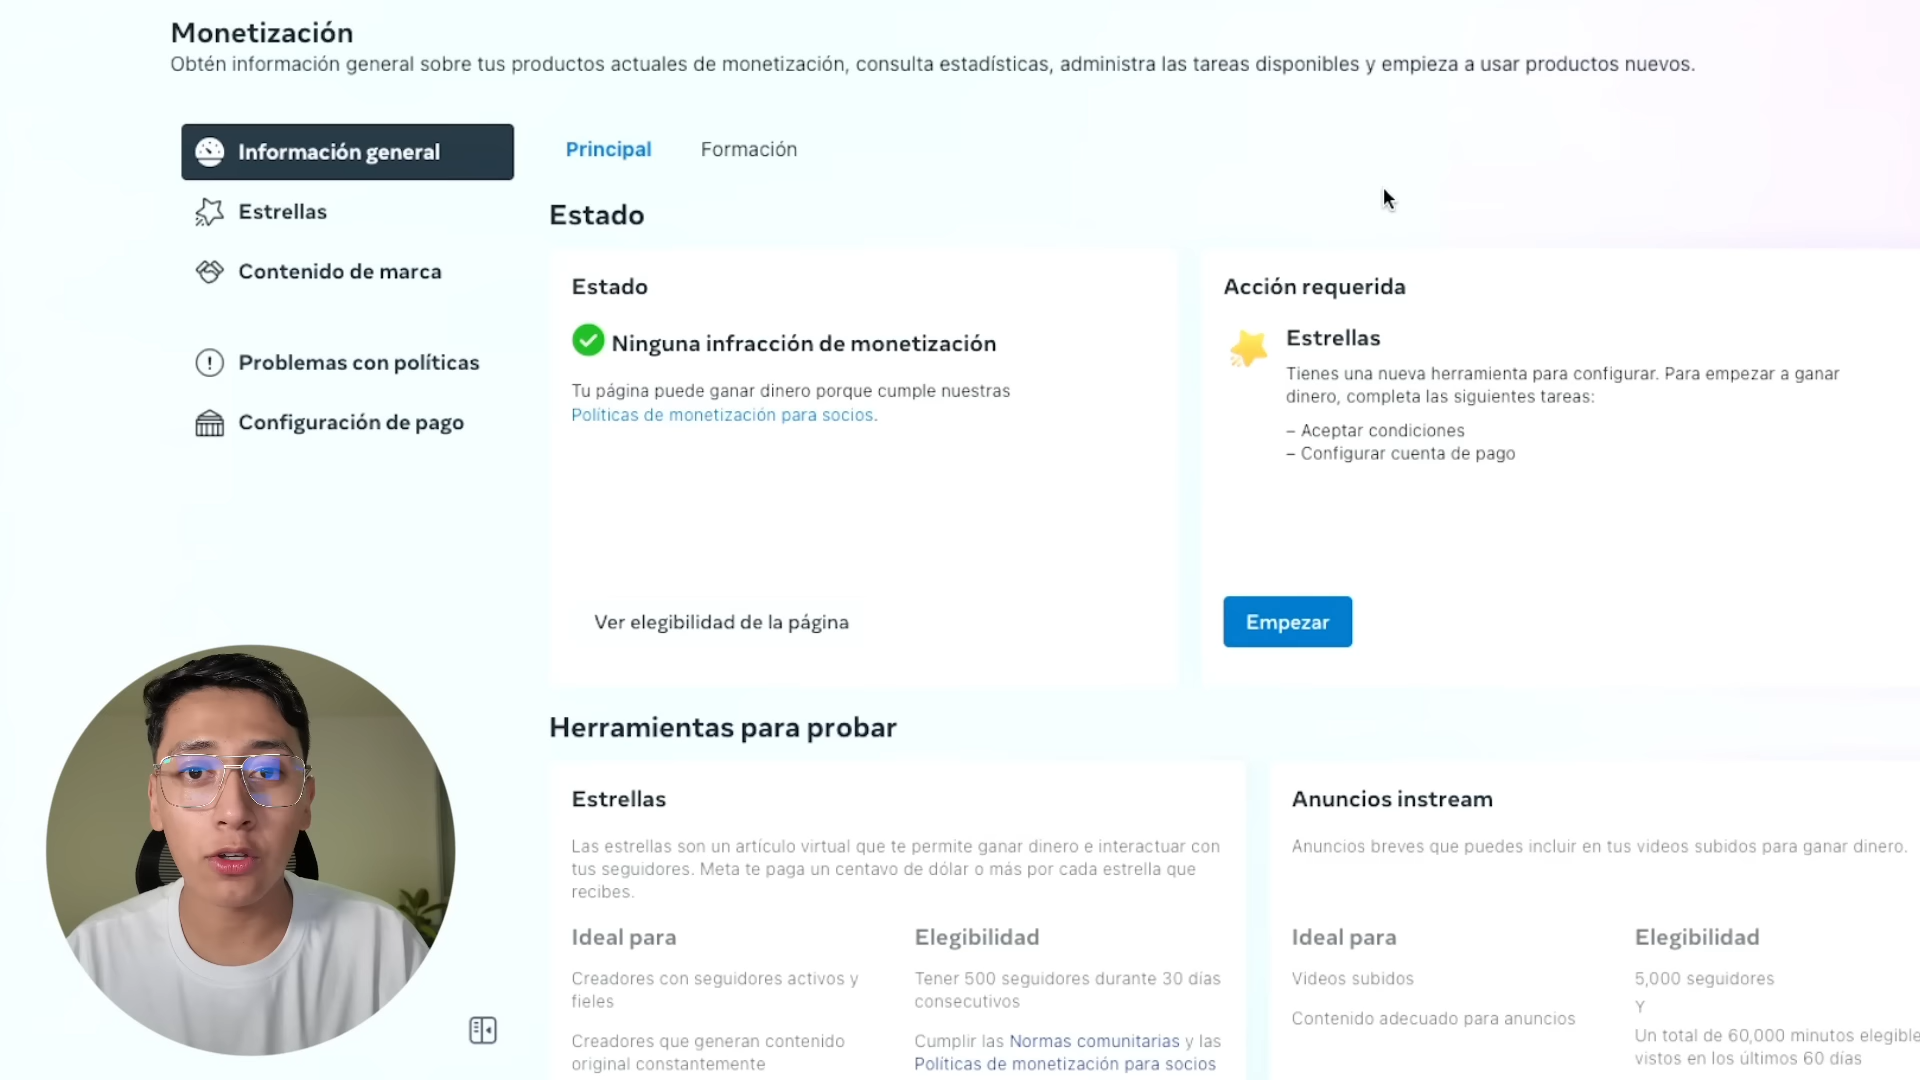 Monetización
Obtén información general sobre tus productos actuales de monetización, consulta estadísticas, administra las tareas disponibles y empieza a usar productos nuevos.
Información general
Estrellas
Contenido de marca
Problemas con políticas
Configuración de pago
Principal
Formación
Estado
Estado
Ninguna infracción de monetización
Tu página puede ganar dinero porque cumple nuestras
Políticas de monetización para socios.
Ver elegibilidad de la página
Acción requerida
Estrellas
Tienes una nueva herramienta para configurar. Para empezar a ganar
dinero, completa las siguientes tareas:
– Aceptar condiciones
– Configurar cuenta de pago
Empezar
Herramientas para probar
Estrellas
Las estrellas son un artículo virtual que te permite ganar dinero e interactuar con
tus seguidores. Meta te paga un centavo de dólar o más por cada estrella que
recibes.
Ideal para
Creadores con seguidores activos y
fieles
Creadores que generan contenido
original constantemente
Elegibilidad
Tener 500 seguidores durante 30 días
consecutivos
Cumplir las Normas comunitarias y las
Políticas de monetización para socios
Anuncios instream
Anuncios breves que puedes incluir en tus videos subidos para ganar dinero.
Ideal para
Videos subidos
Contenido adecuado para anuncios
Elegibilidad
5,000 seguidores
Y
Un total de 60,000 minutos elegible
vistos en los últimos 60 días